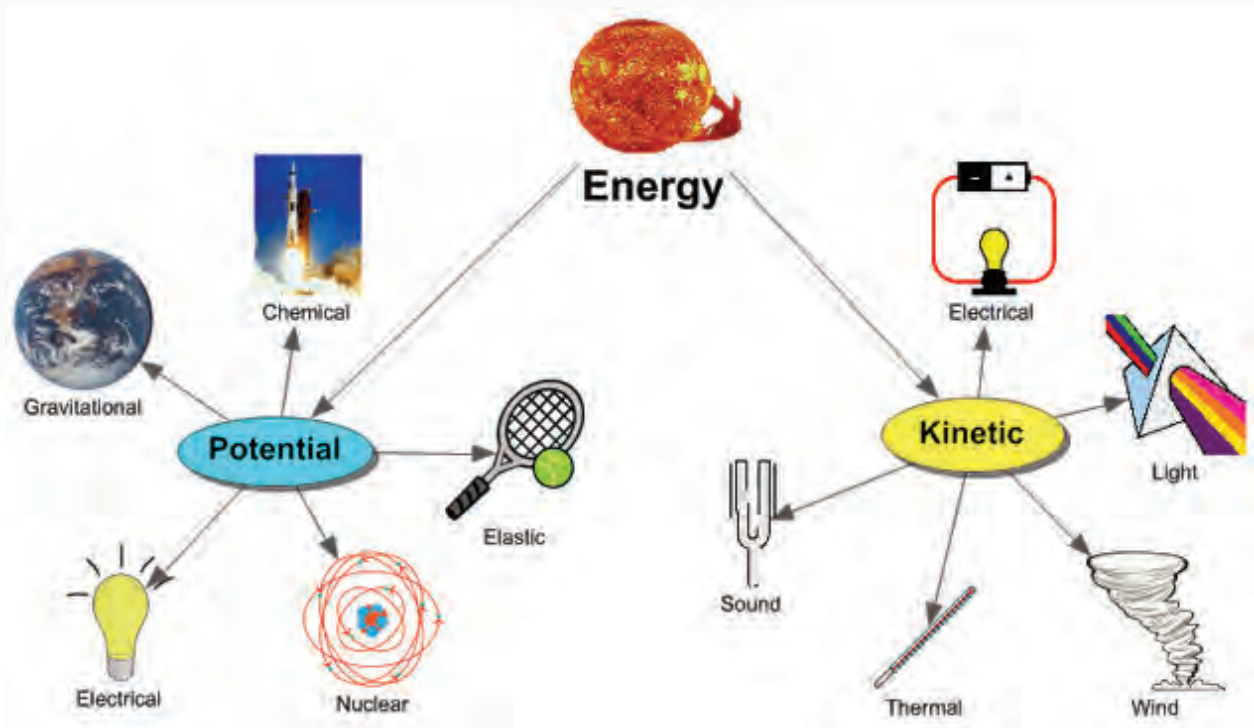 Energy
Chemical
Electrical
Gravitational
Potential
Kinetic
Light
Elastic
Sound
Electrical
Nuclear
Thermal
Wind